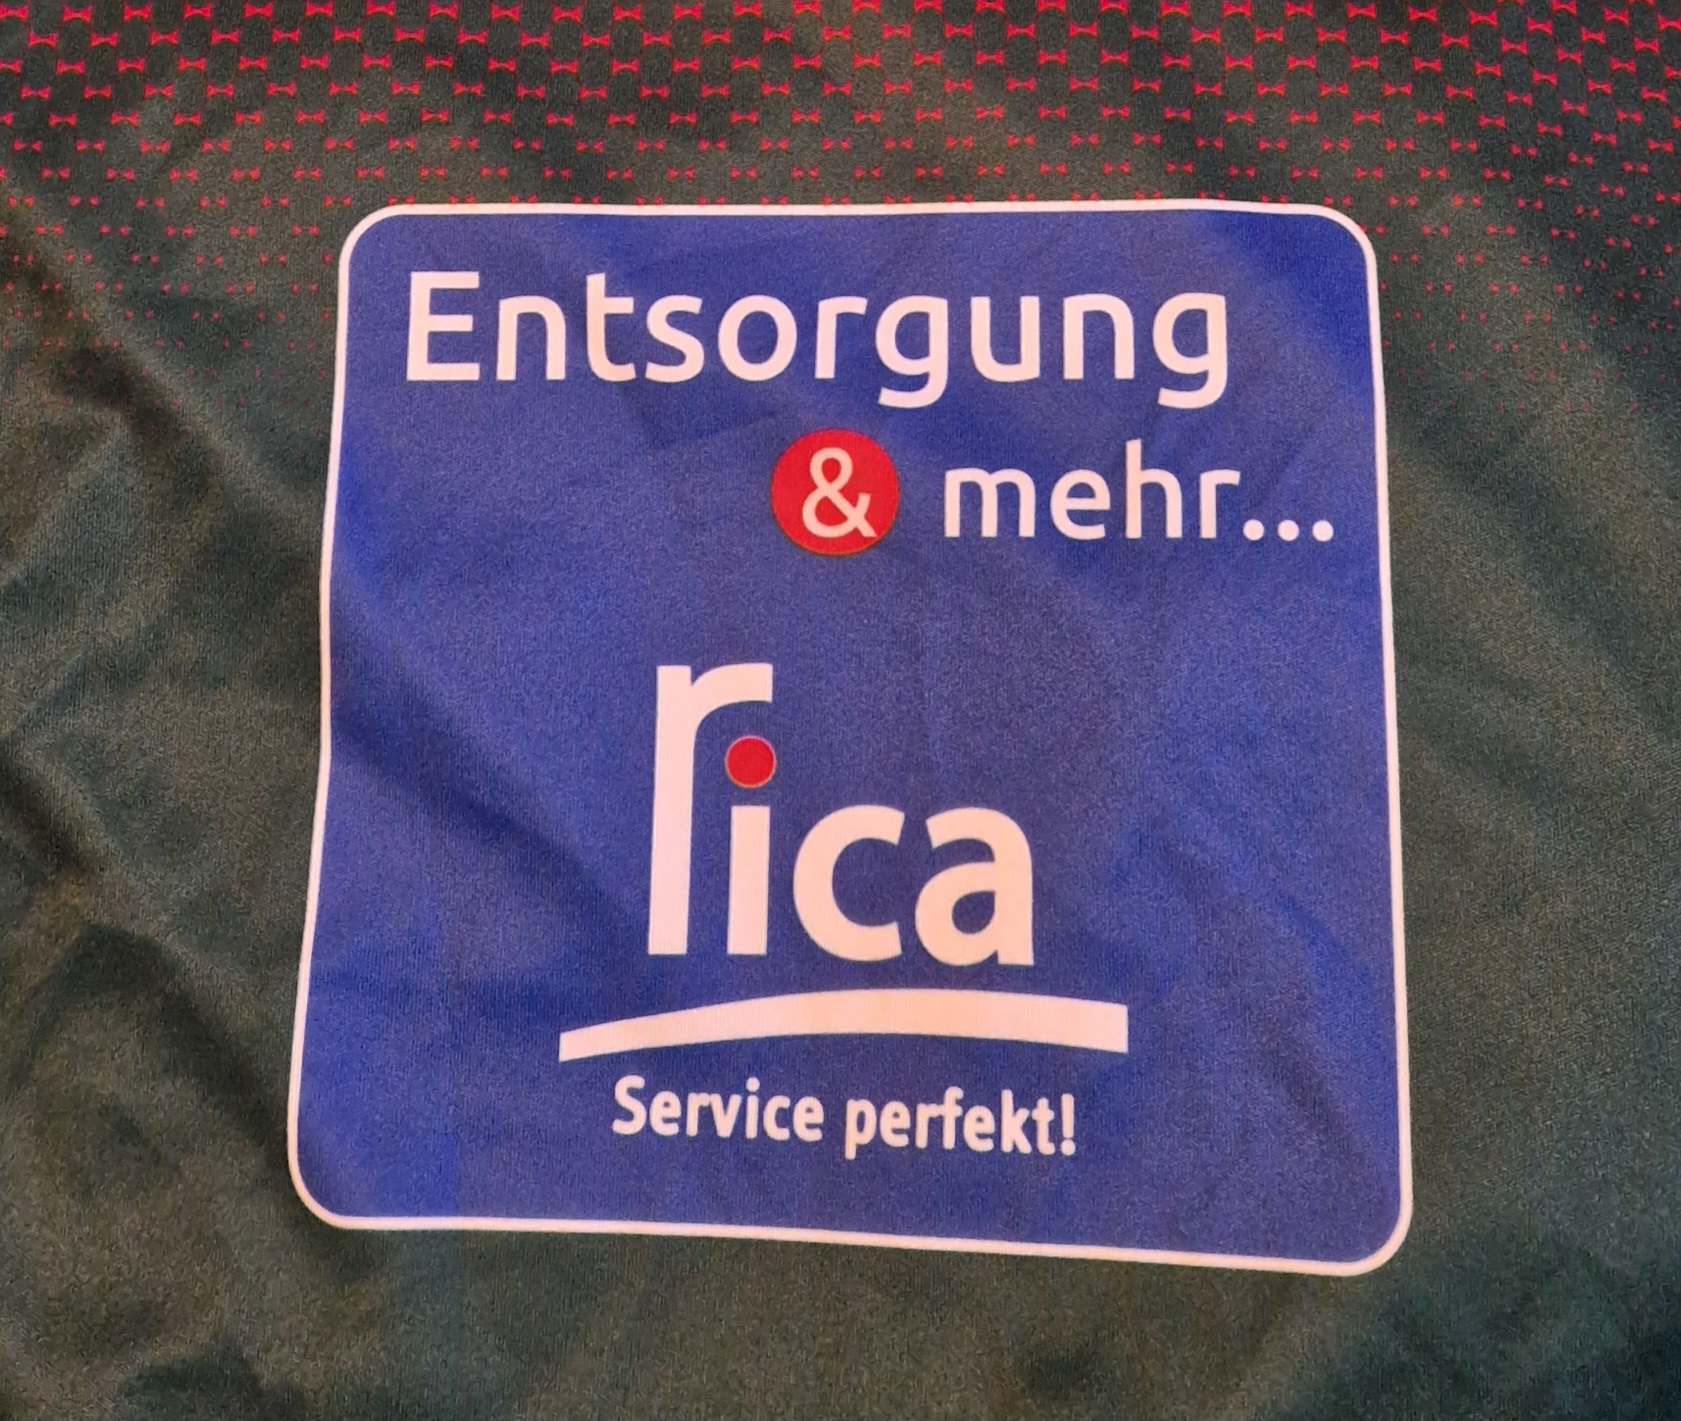 Entsorgung
& mehr...
rica
Service perfekt!